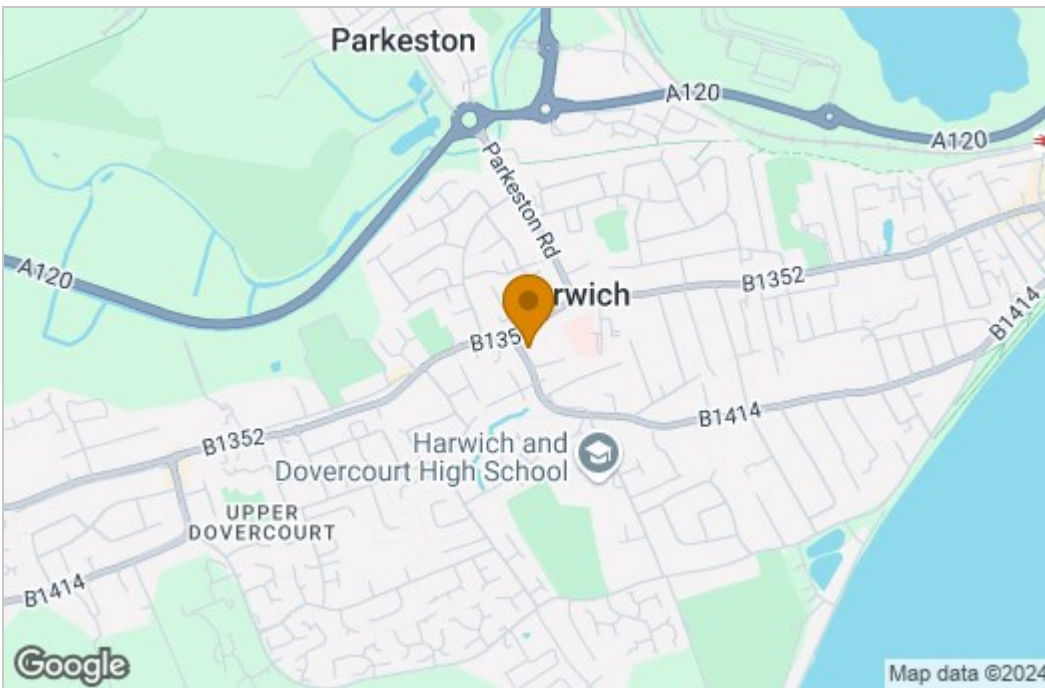 Parkeston
A120
A120
Parkeston Rd
A120
B1352
rwich
B1414
B135
B1414
B1352
Harwich and
Dovercourt High School
UPPER
DOVERCOURT
B1414
Google
Map data ©2024